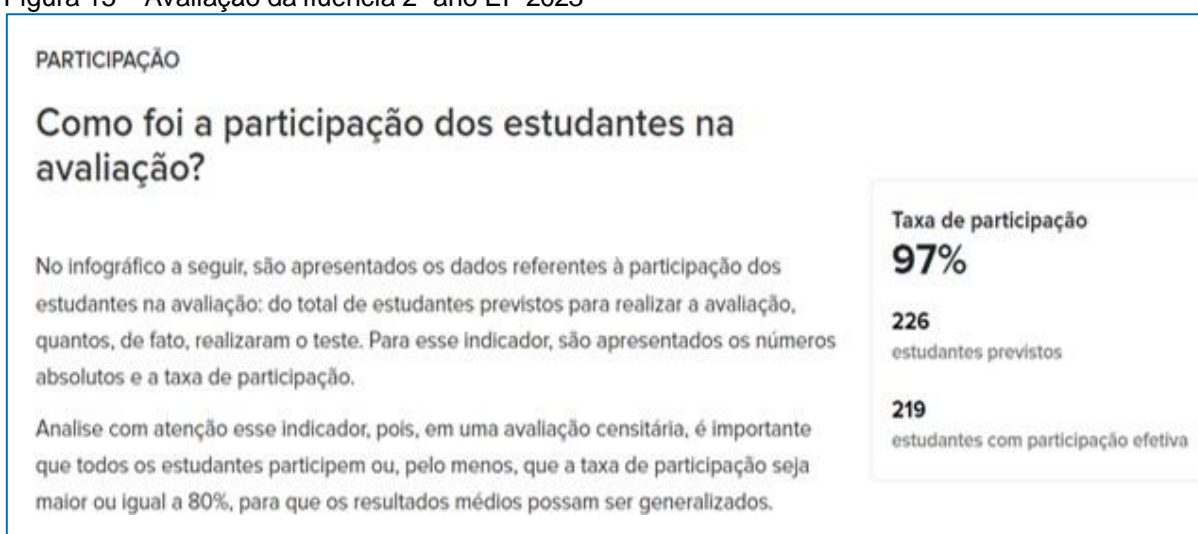 PARTICIPAÇÃO
Como foi a participação dos estudantes na
avaliação?
No infográfico a seguir, são apresentados os dados referentes à participação dos
estudantes na avaliação: do total de estudantes previstos para realizar a avaliação,
quantos, de fato, realizaram o teste. Para esse indicador, são apresentados os números
absolutos e a taxa de participação.
Analise com atenção esse indicador, pois, em uma avaliação censitária, é importante
que todos os estudantes participem ou, pelo menos, que a taxa de participação seja
maior ou igual a 80%, para que os resultados médios possam ser generalizados.
Taxa de participação
97%
226
estudantes previstos
219
estudantes com participação efetiva